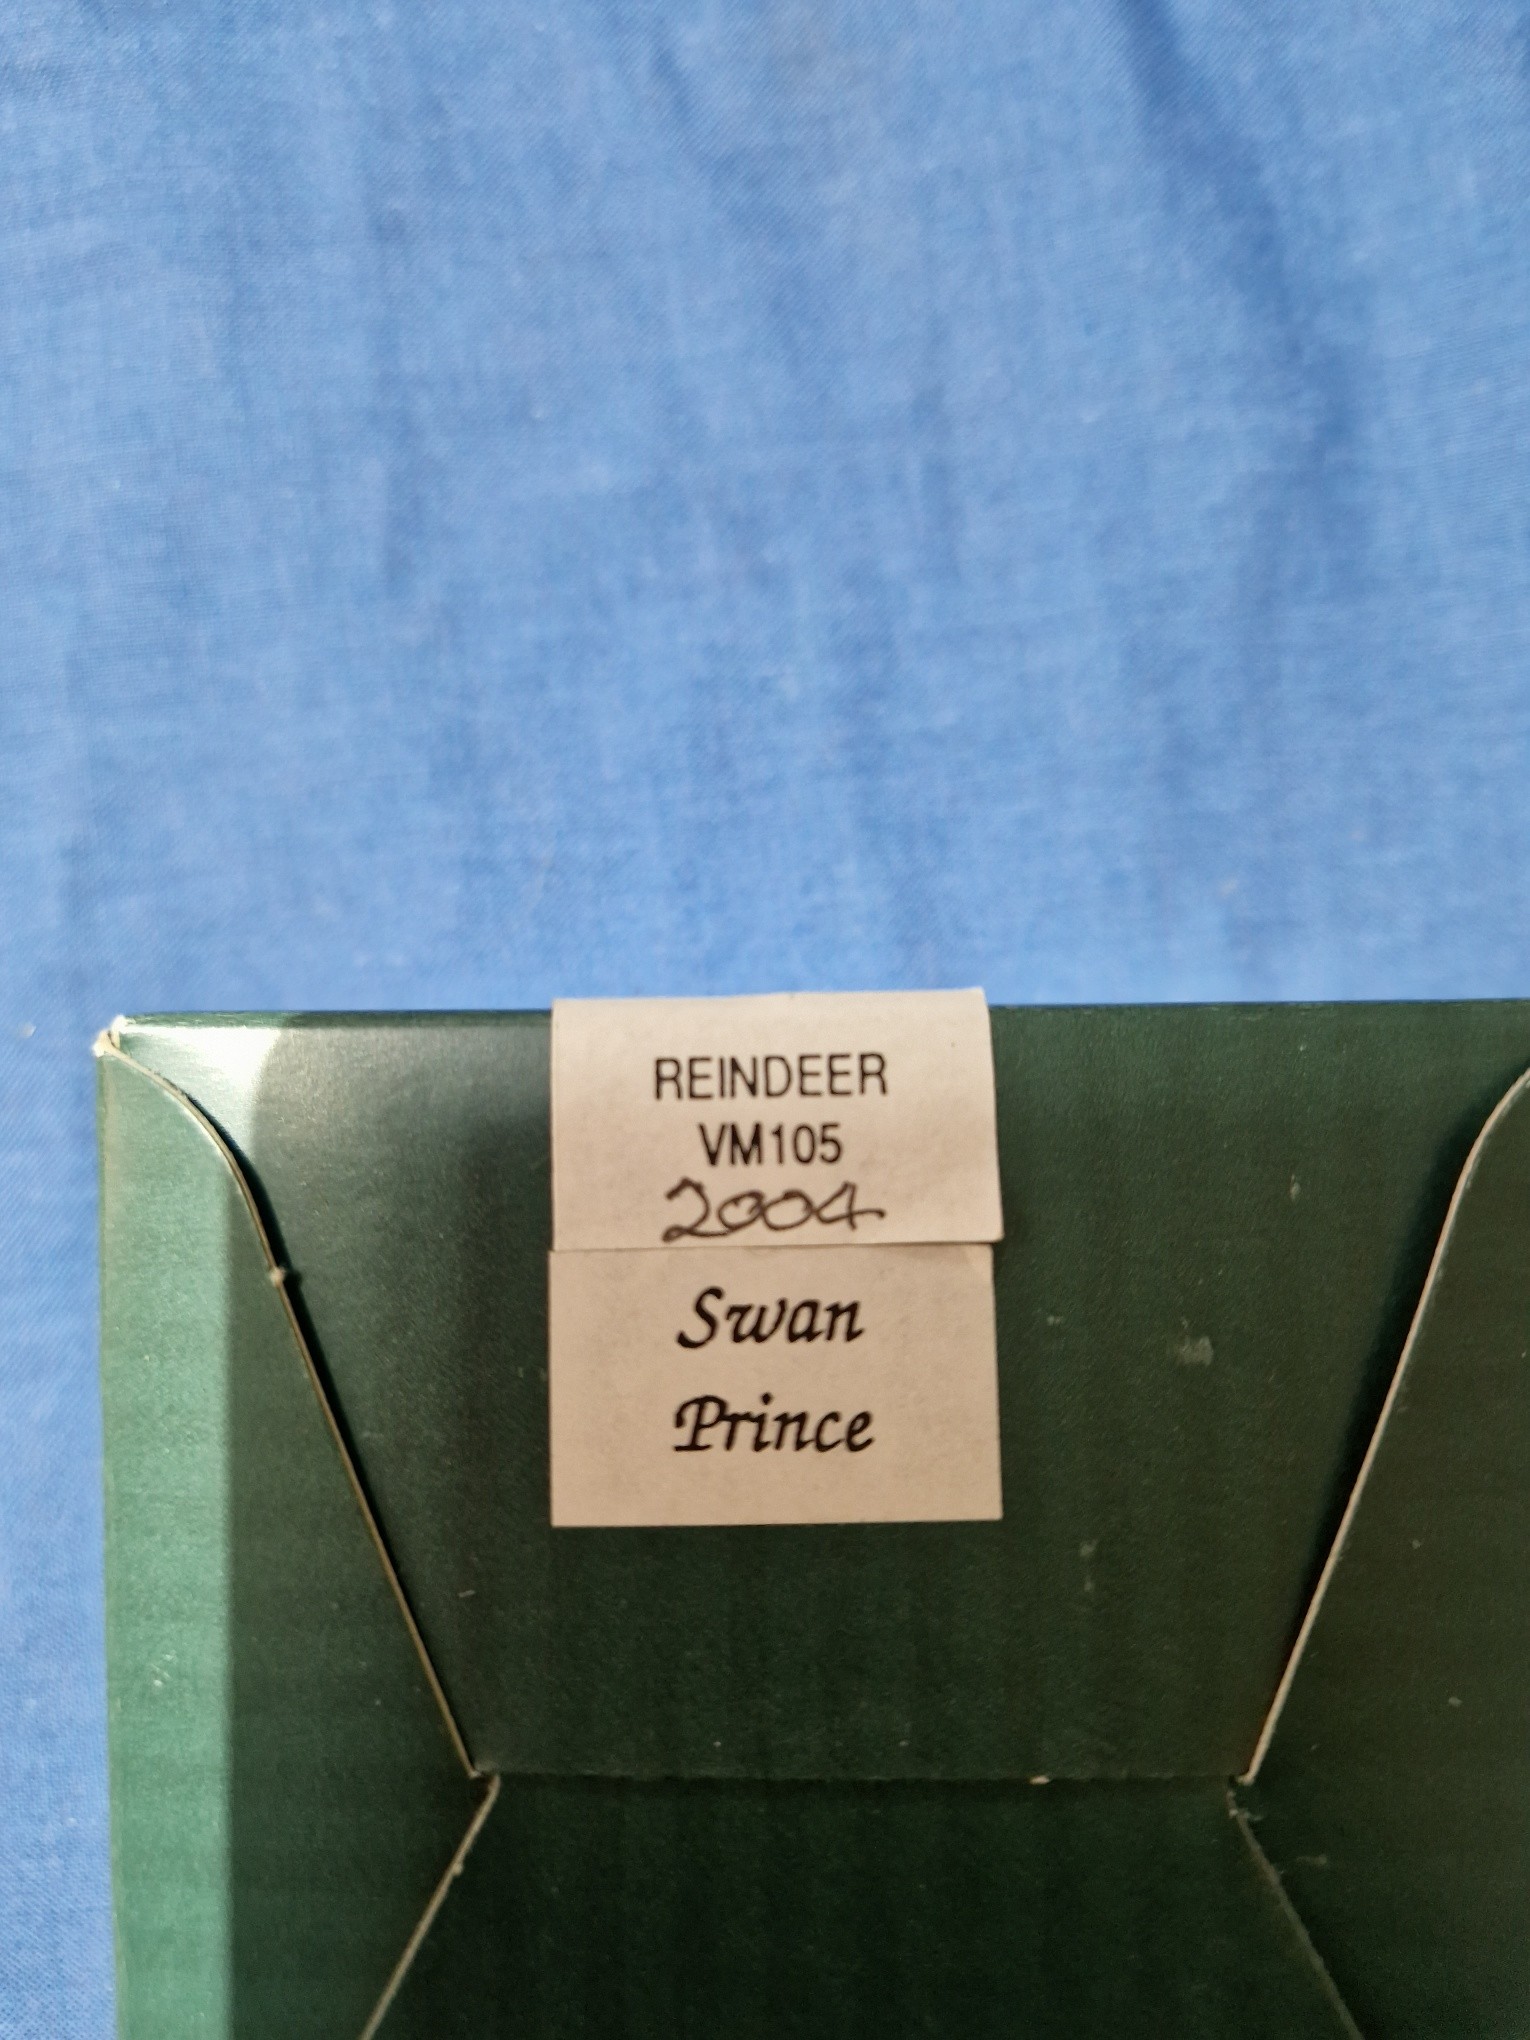 REINDEER
VM105
2004
Swan
Prince